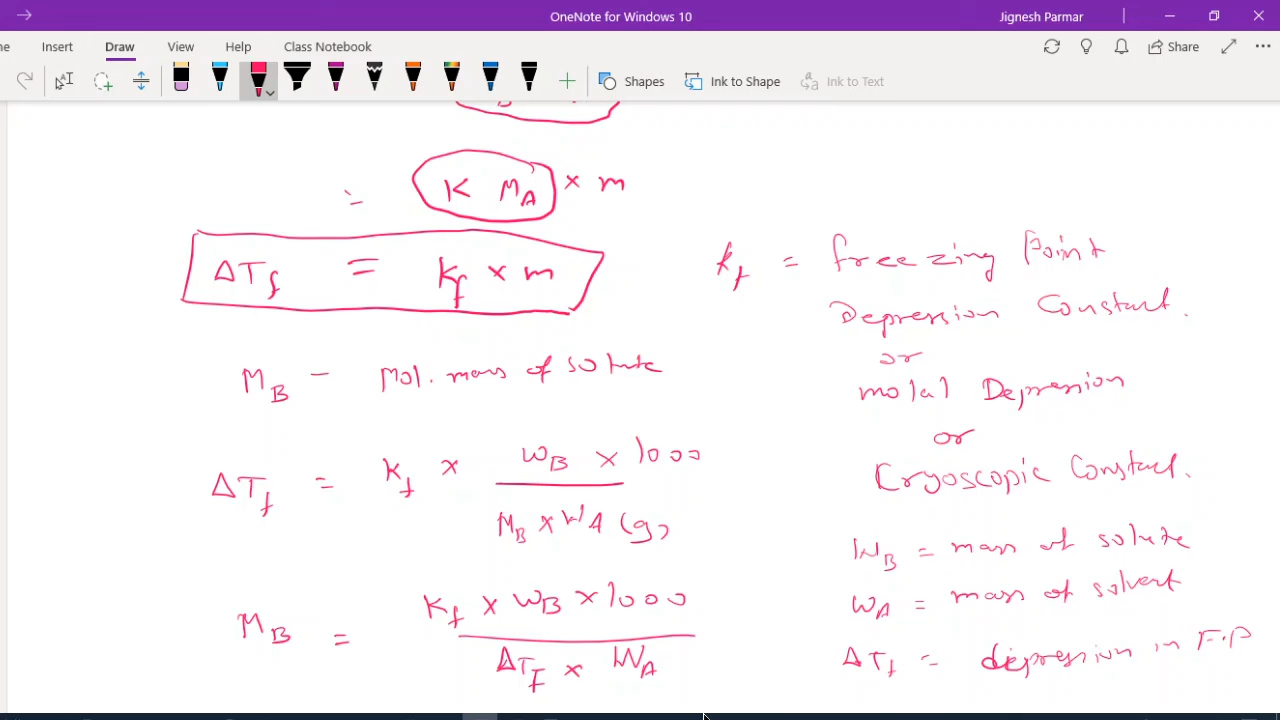 OneNote for Windows 10
Jignesh Parmar
Insert Draw View Help Class Notebook
Share
Shapes Ink to Shape Ink to Text
= K M_A × m
ΔT_f = k_f × m
M_B – Mol. mass of solute
ΔT_f = k_f × W_B × 1000
M_B × W_A (g)
M_B = K_f × W_B × 1000
ΔT_f × W_A
k_f = freezing Point
Depression Constant.
or
molal Depression
or
Cryoscopic Constant.
W_B = mass of solute
W_A = mass of solvent
ΔT_f = depression in F.P